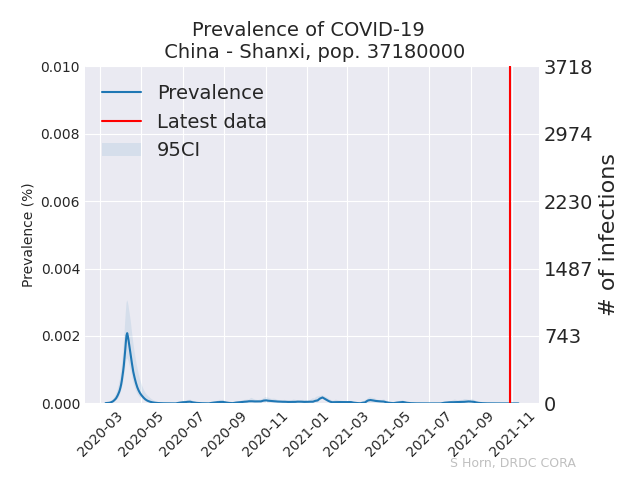 Prevalence of COVID-19
China - Shanxi, pop. 37180000
Prevalence
Latest data
95CI
Prevalence (%)
0.010
0.008
0.006
0.004
0.002
0.000
3718
2974
2230
1487
743
0
# of infections
2020-03
2020-05
2020-07
2020-09
2020-11
2021-01
2021-03
2021-05
2021-07
2021-09
2021-11
S Horn, DRDC CORA